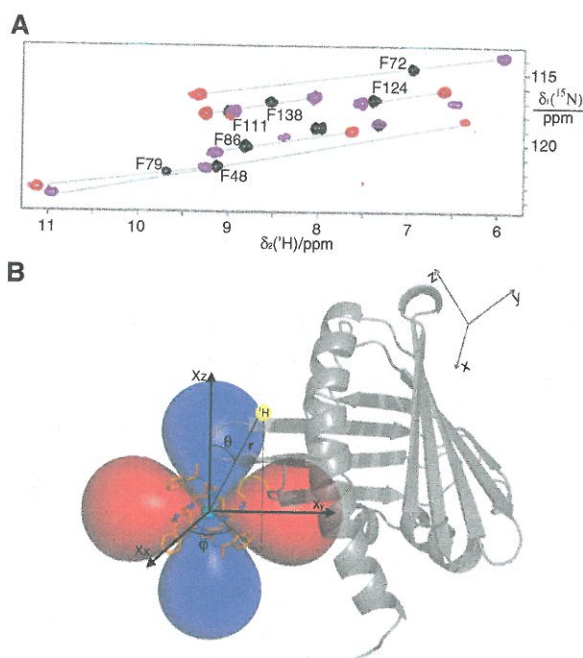 A
F72
115
F124
F138
δ₁(¹⁵N)
ppm
F111
F86
120
F79
F48
11 10 9 8 7 6
δ₂(¹H)/ppm
B
z
y
x
Xz
¹H
θ
r
Xx
φ